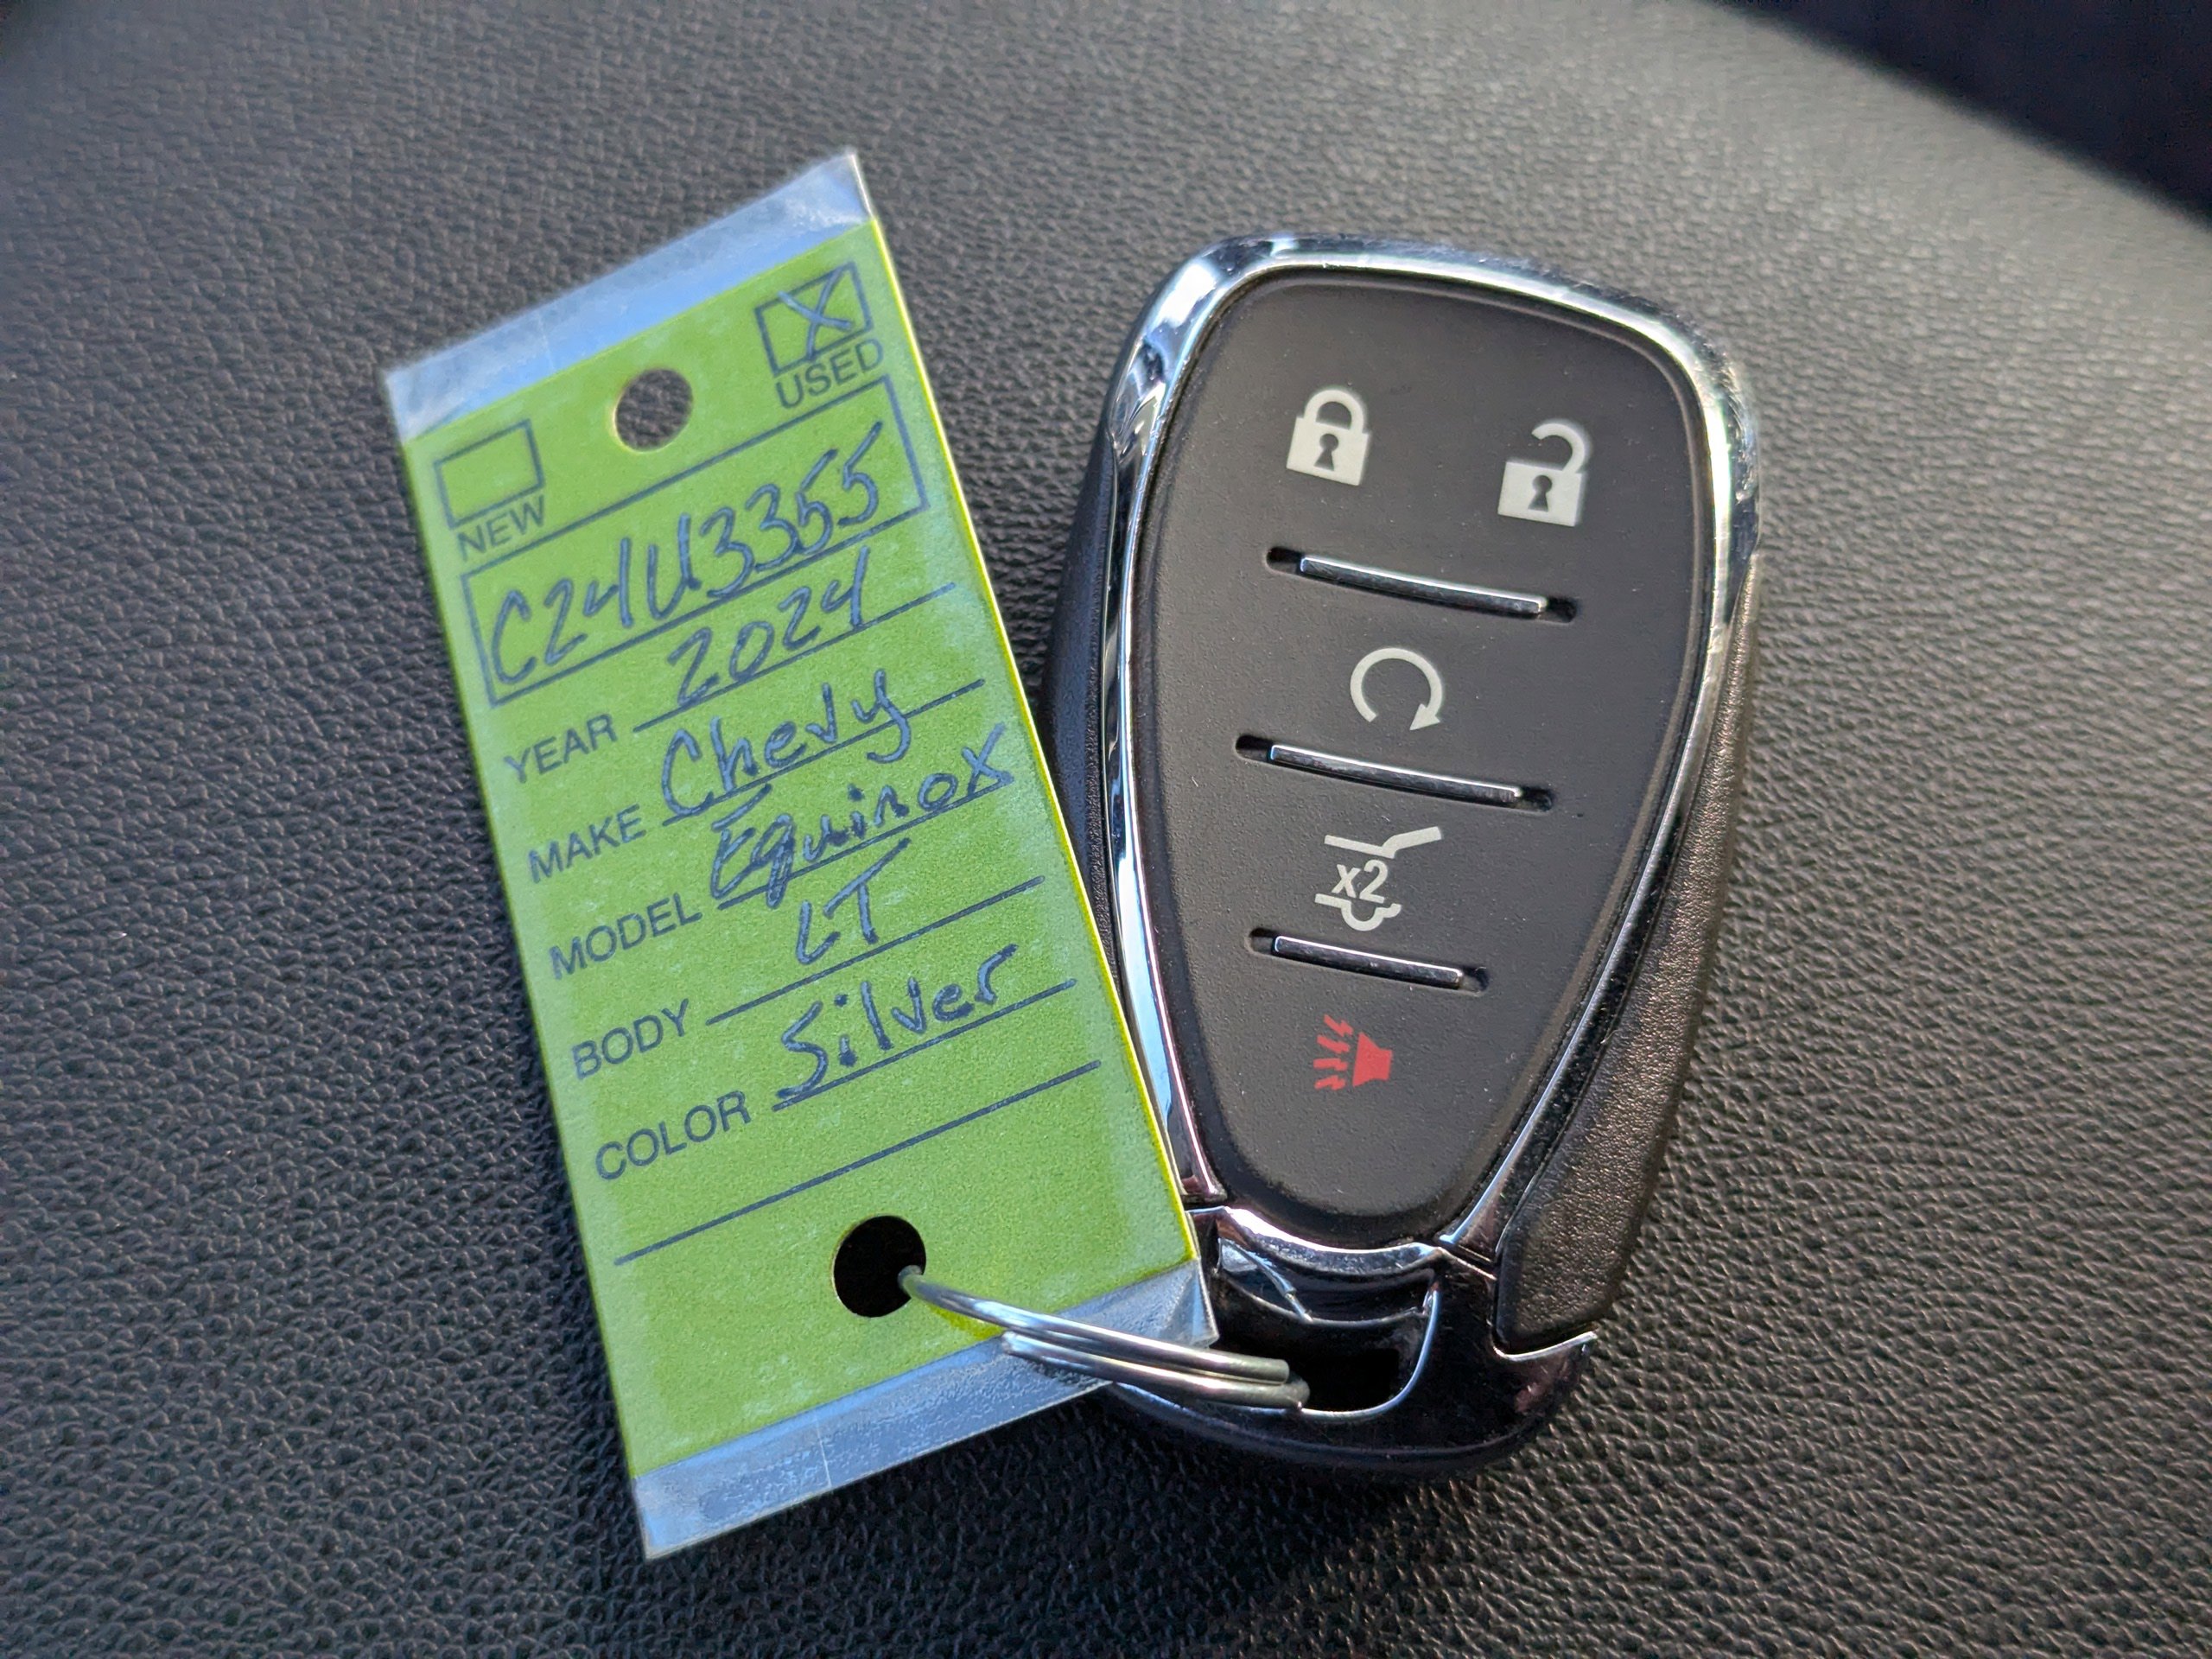 USED
NEW
C24U3355
YEAR 2024
MAKE Chevy
MODEL Equinox
BODY LT
COLOR Silver
x2